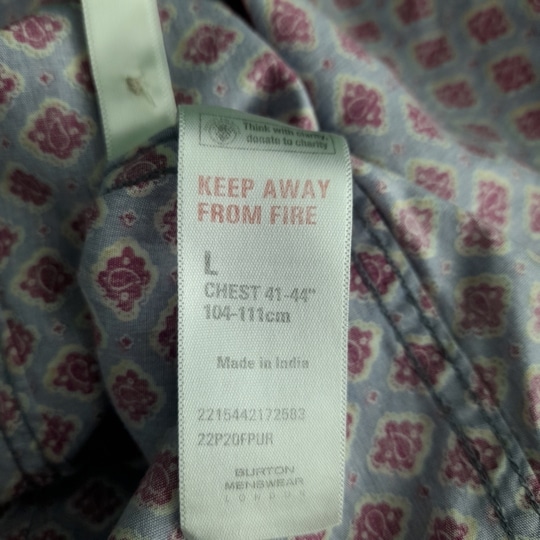 Think with
donate to charity
KEEP AWAY
FROM FIRE
L
CHEST 41-44"
104-111cm
Made in India
2215442172583
22P20FPUR
BURTON
MENSWEAR
LONDON